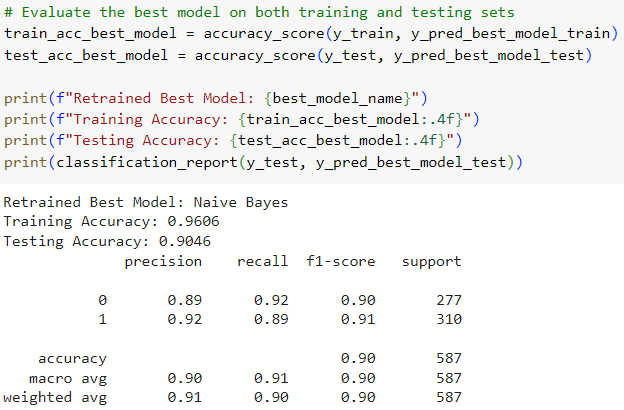 # Evaluate the best model on both training and testing sets
train_acc_best_model = accuracy_score(y_train, y_pred_best_model_train)
test_acc_best_model = accuracy_score(y_test, y_pred_best_model_test)
print(f"Retrained Best Model: {best_model_name}")
print(f"Training Accuracy: {train_acc_best_model:.4f}")
print(f"Testing Accuracy: {test_acc_best_model:.4f}")
print(classification_report(y_test, y_pred_best_model_test))
Retrained Best Model: Naive Bayes
Training Accuracy: 0.9606
Testing Accuracy: 0.9046
precision recall f1-score support
0 0.89 0.92 0.90 277
1 0.92 0.89 0.91 310
accuracy 0.90 587
macro avg 0.90 0.91 0.90 587
weighted avg 0.91 0.90 0.90 587